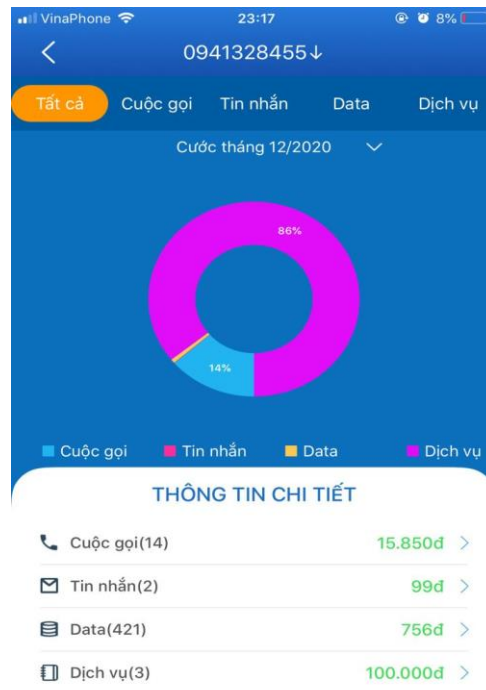 VinaPhone 23:17 8%
0941328455↓
Tất cả Cuộc gọi Tin nhắn Data Dịch vụ
Cước tháng 12/2020
86%
14%
Cuộc gọi Tin nhắn Data Dịch vụ
THÔNG TIN CHI TIẾT
Cuộc gọi(14) 15.850đ
Tin nhắn(2) 99đ
Data(421) 756đ
Dịch vụ(3) 100.000đ